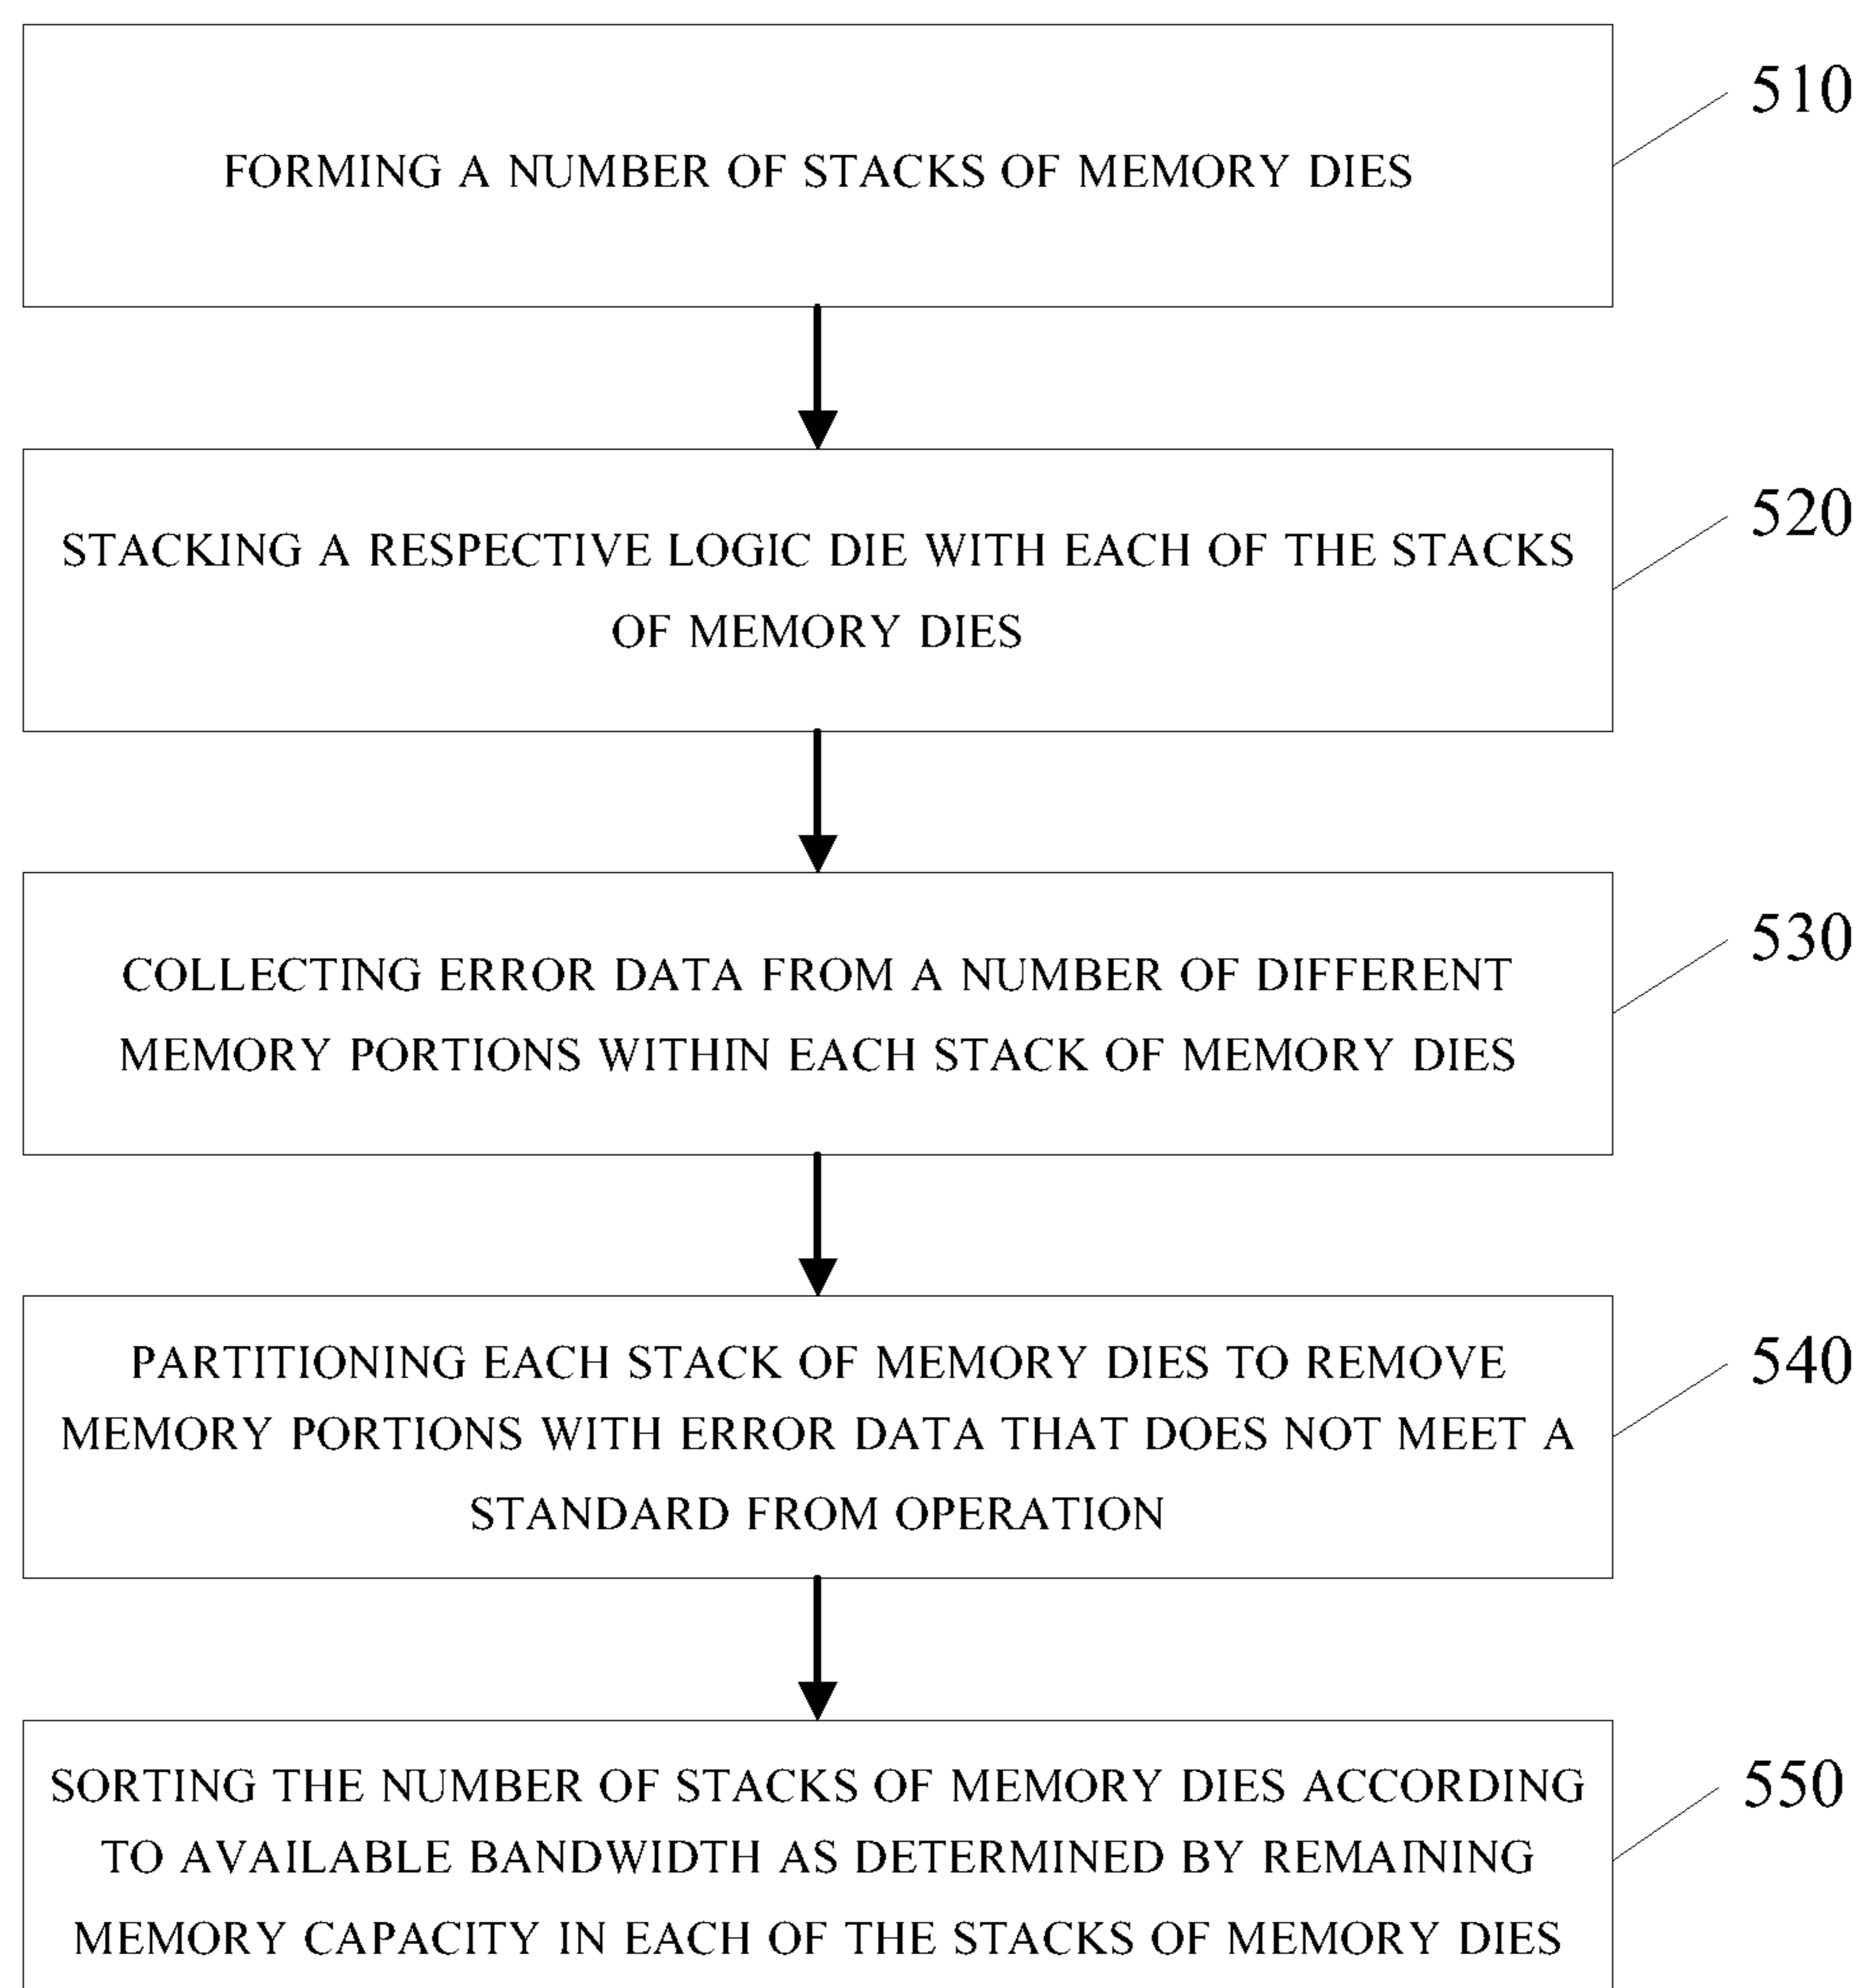 510
FORMING A NUMBER OF STACKS OF MEMORY DIES
520
STACKING A RESPECTIVE LOGIC DIE WITH EACH OF THE STACKS
OF MEMORY DIES
530
COLLECTING ERROR DATA FROM A NUMBER OF DIFFERENT
MEMORY PORTIONS WITHIN EACH STACK OF MEMORY DIES
540
PARTITIONING EACH STACK OF MEMORY DIES TO REMOVE
MEMORY PORTIONS WITH ERROR DATA THAT DOES NOT MEET A
STANDARD FROM OPERATION
550
SORTING THE NUMBER OF STACKS OF MEMORY DIES ACCORDING
TO AVAILABLE BANDWIDTH AS DETERMINED BY REMAINING
MEMORY CAPACITY IN EACH OF THE STACKS OF MEMORY DIES